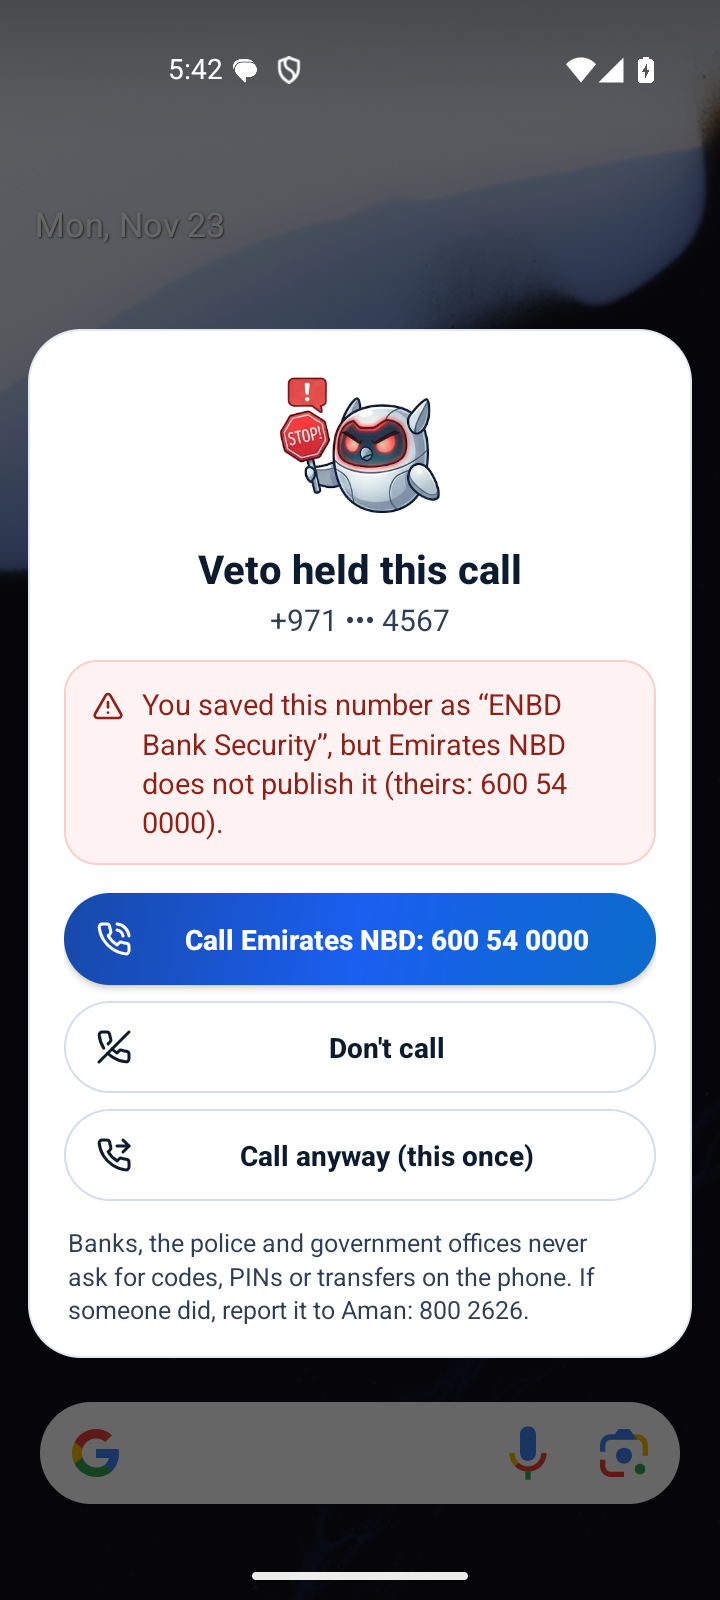 5:42
Mon, Nov 23
!
STOP!
Veto held this call
+971 ••• 4567
You saved this number as “ENBD
Bank Security”, but Emirates NBD
does not publish it (theirs: 600 54
0000).
Call Emirates NBD: 600 54 0000
Don't call
Call anyway (this once)
Banks, the police and government offices never
ask for codes, PINs or transfers on the phone. If
someone did, report it to Aman: 800 2626.